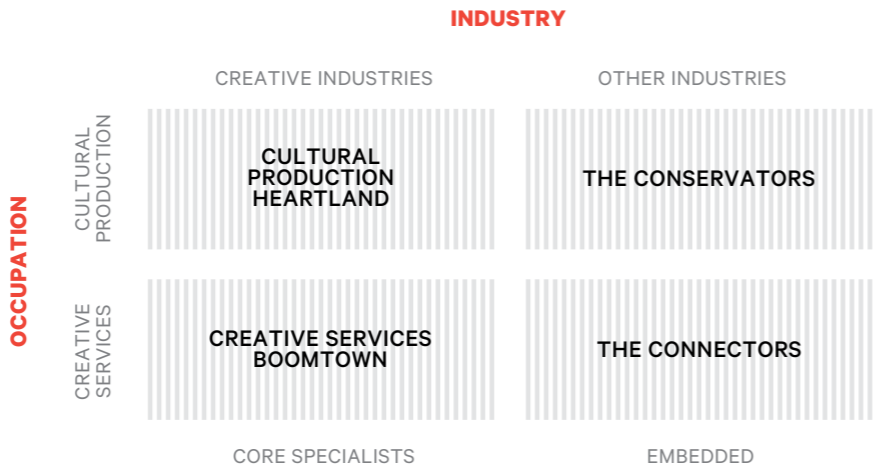 INDUSTRY
CREATIVE INDUSTRIES
OTHER INDUSTRIES
OCCUPATION
CULTURAL
PRODUCTION
CULTURAL
PRODUCTION
HEARTLAND
THE CONSERVATORS
CREATIVE
SERVICES
CREATIVE SERVICES
BOOMTOWN
THE CONNECTORS
CORE SPECIALISTS
EMBEDDED